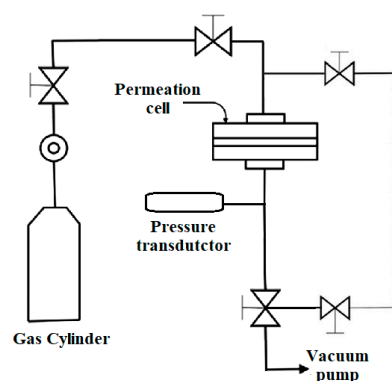 Permeation
cell
Pressure
transdutctor
Gas Cylinder
Vacuum
pump